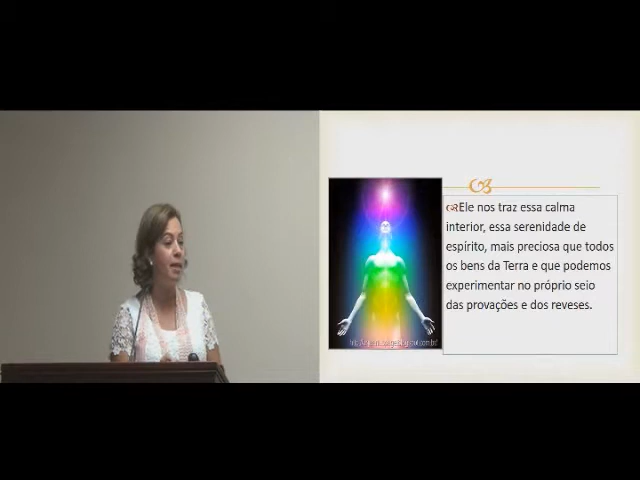 Ele nos traz essa calma
interior, essa serenidade de
espírito, mais preciosa que todos
os bens da Terra e que podemos
experimentar no próprio seio
das provações e dos reveses.